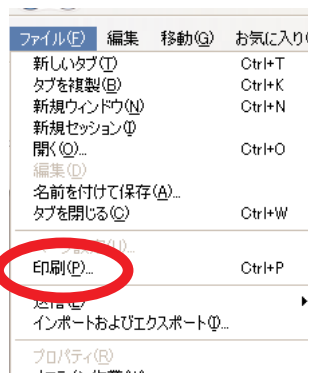 ファイル(F) 編集 移動(G) お気に入り(
新しいタブ(T) Ctrl+T
タブを複製(B) Ctrl+K
新規ウィンドウ(N) Ctrl+N
新規セッション(I)
開く(O)... Ctrl+O
編集(D)
名前を付けて保存(A)...
タブを閉じる(C) Ctrl+W
(U)...
印刷(P)... Ctrl+P
送信(E)
インポートおよびエクスポート(I)...
プロパティ(R)